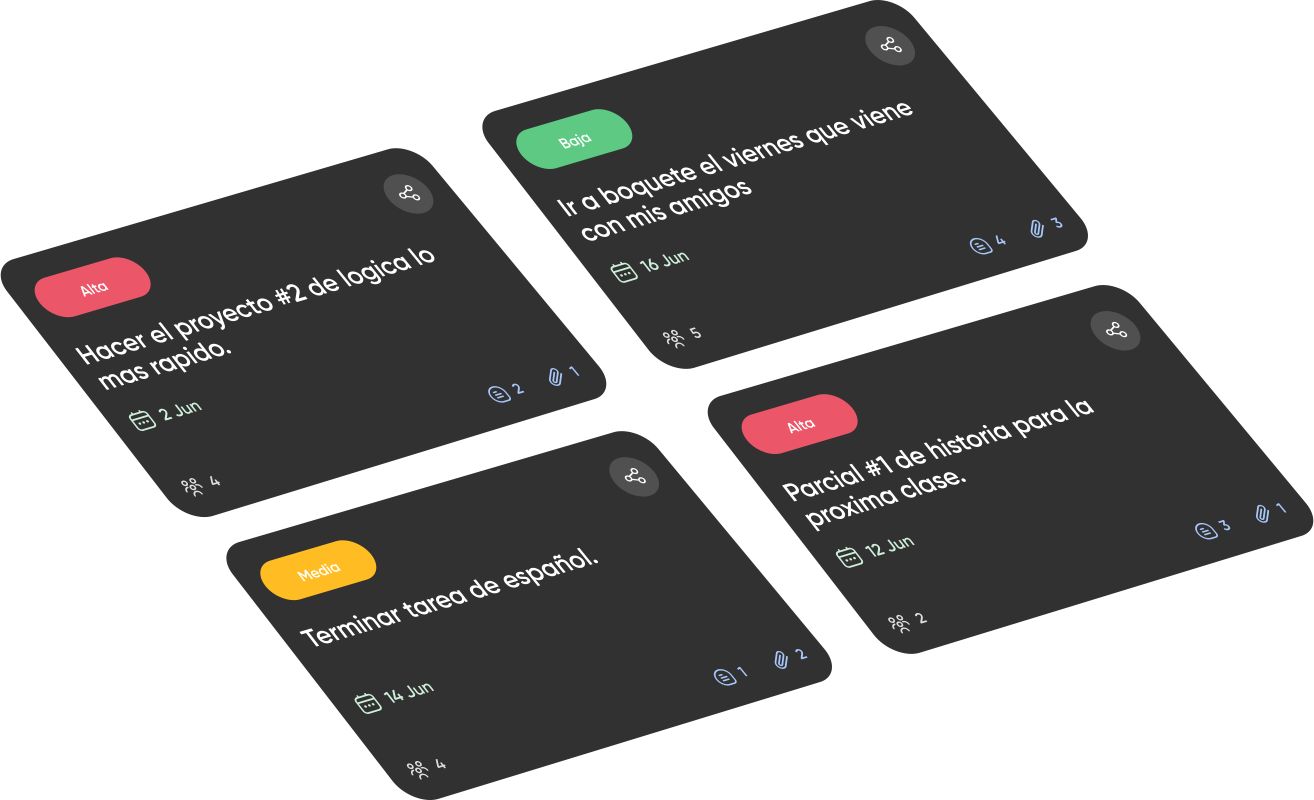 Baja
Ir a boquete el viernes que viene
con mis amigos
16 Jun
4
3
5
Alta
Hacer el proyecto #2 de logica lo
mas rapido.
2 Jun
2
1
4
Alta
Parcial #1 de historia para la
proxima clase.
12 Jun
3
1
2
Media
Terminar tarea de español.
14 Jun
1
2
4